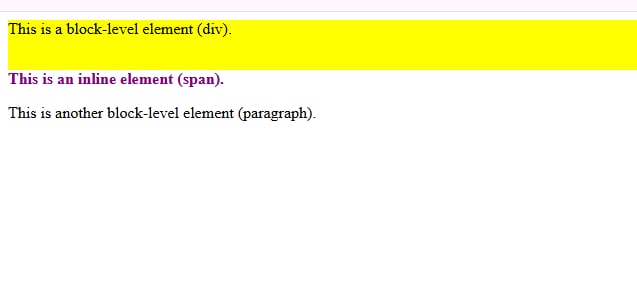 This is a block-level element (div).
This is an inline element (span).
This is another block-level element (paragraph).